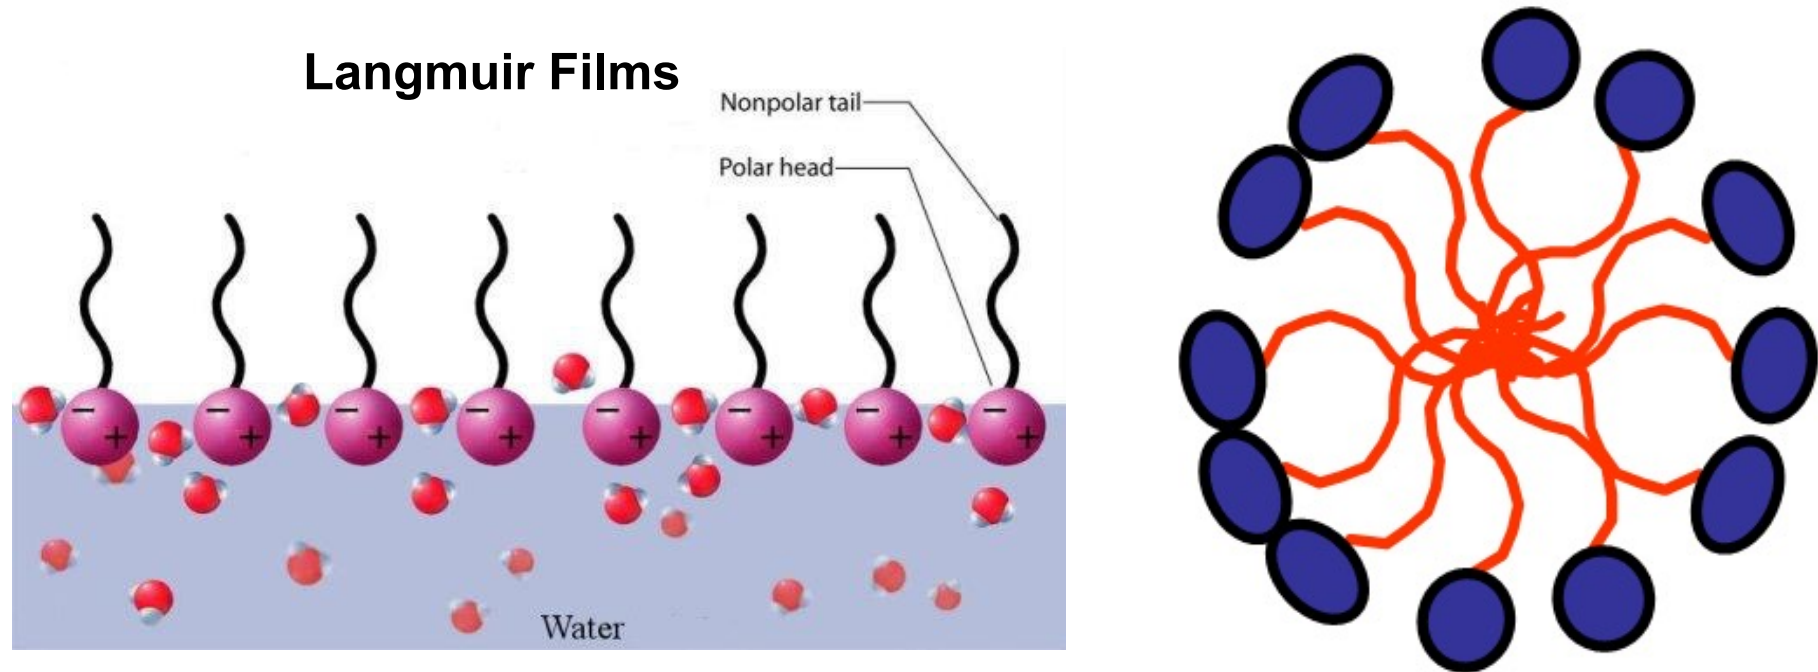 Langmuir Films
Nonpolar tail
Polar head
− + − + − + − + − + − + − + − +
Water